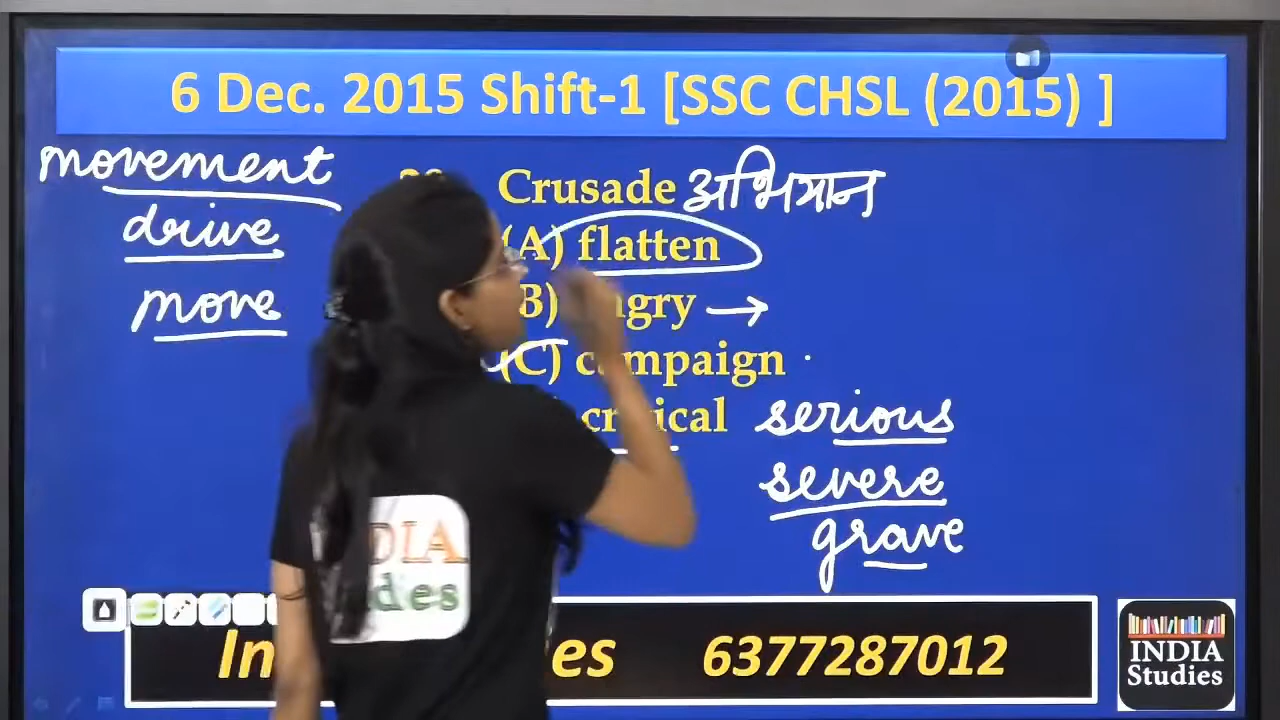 6 Dec. 2015 Shift-1 [SSC CHSL (2015) ]
movement
drive
move
Crusade अभियान
(A) flatten
(C) campaign
critical serious
severe
grave
6377287012
INDIA
Studies